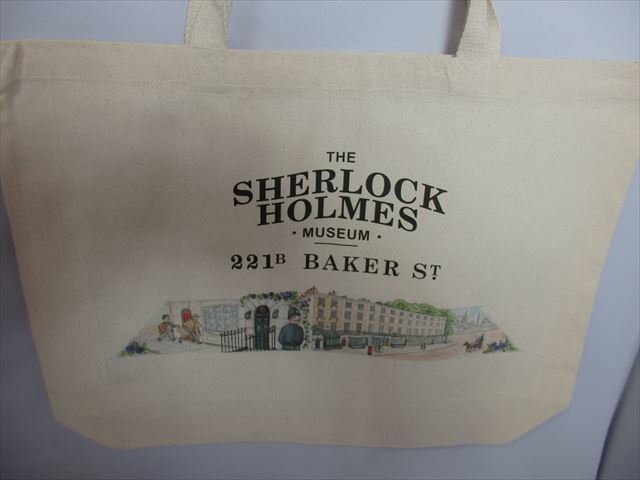 THE
SHERLOCK
HOLMES
· MUSEUM ·
221B BAKER ST.